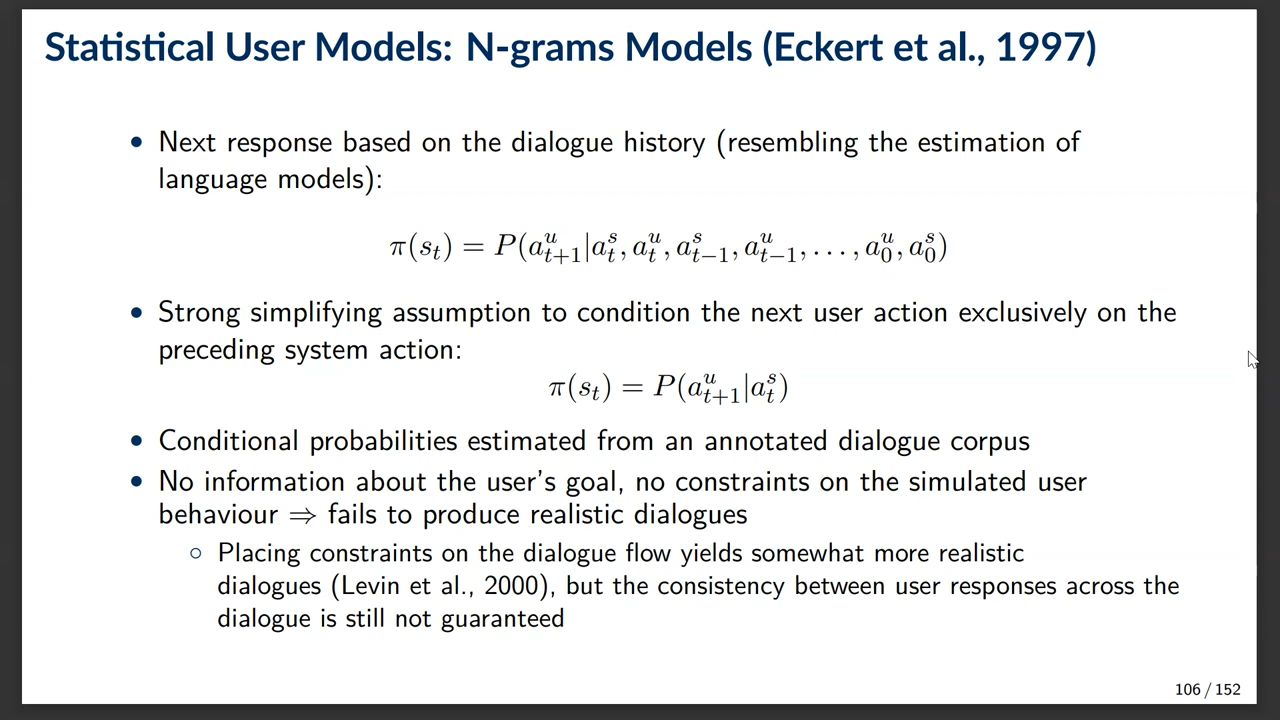 Statistical User Models: N-grams Models (Eckert et al., 1997)
• Next response based on the dialogue history (resembling the estimation of
language models):
π(s_t) = P(a^u_{t+1}|a^s_t, a^u_t, a^s_{t−1}, a^u_{t−1}, . . . , a^u_0, a^s_0)
• Strong simplifying assumption to condition the next user action exclusively on the
preceding system action:
π(s_t) = P(a^u_{t+1}|a^s_t)
• Conditional probabilities estimated from an annotated dialogue corpus
• No information about the user's goal, no constraints on the simulated user
behaviour ⇒ fails to produce realistic dialogues
○ Placing constraints on the dialogue flow yields somewhat more realistic
dialogues (Levin et al., 2000), but the consistency between user responses across the
dialogue is still not guaranteed
106 / 152